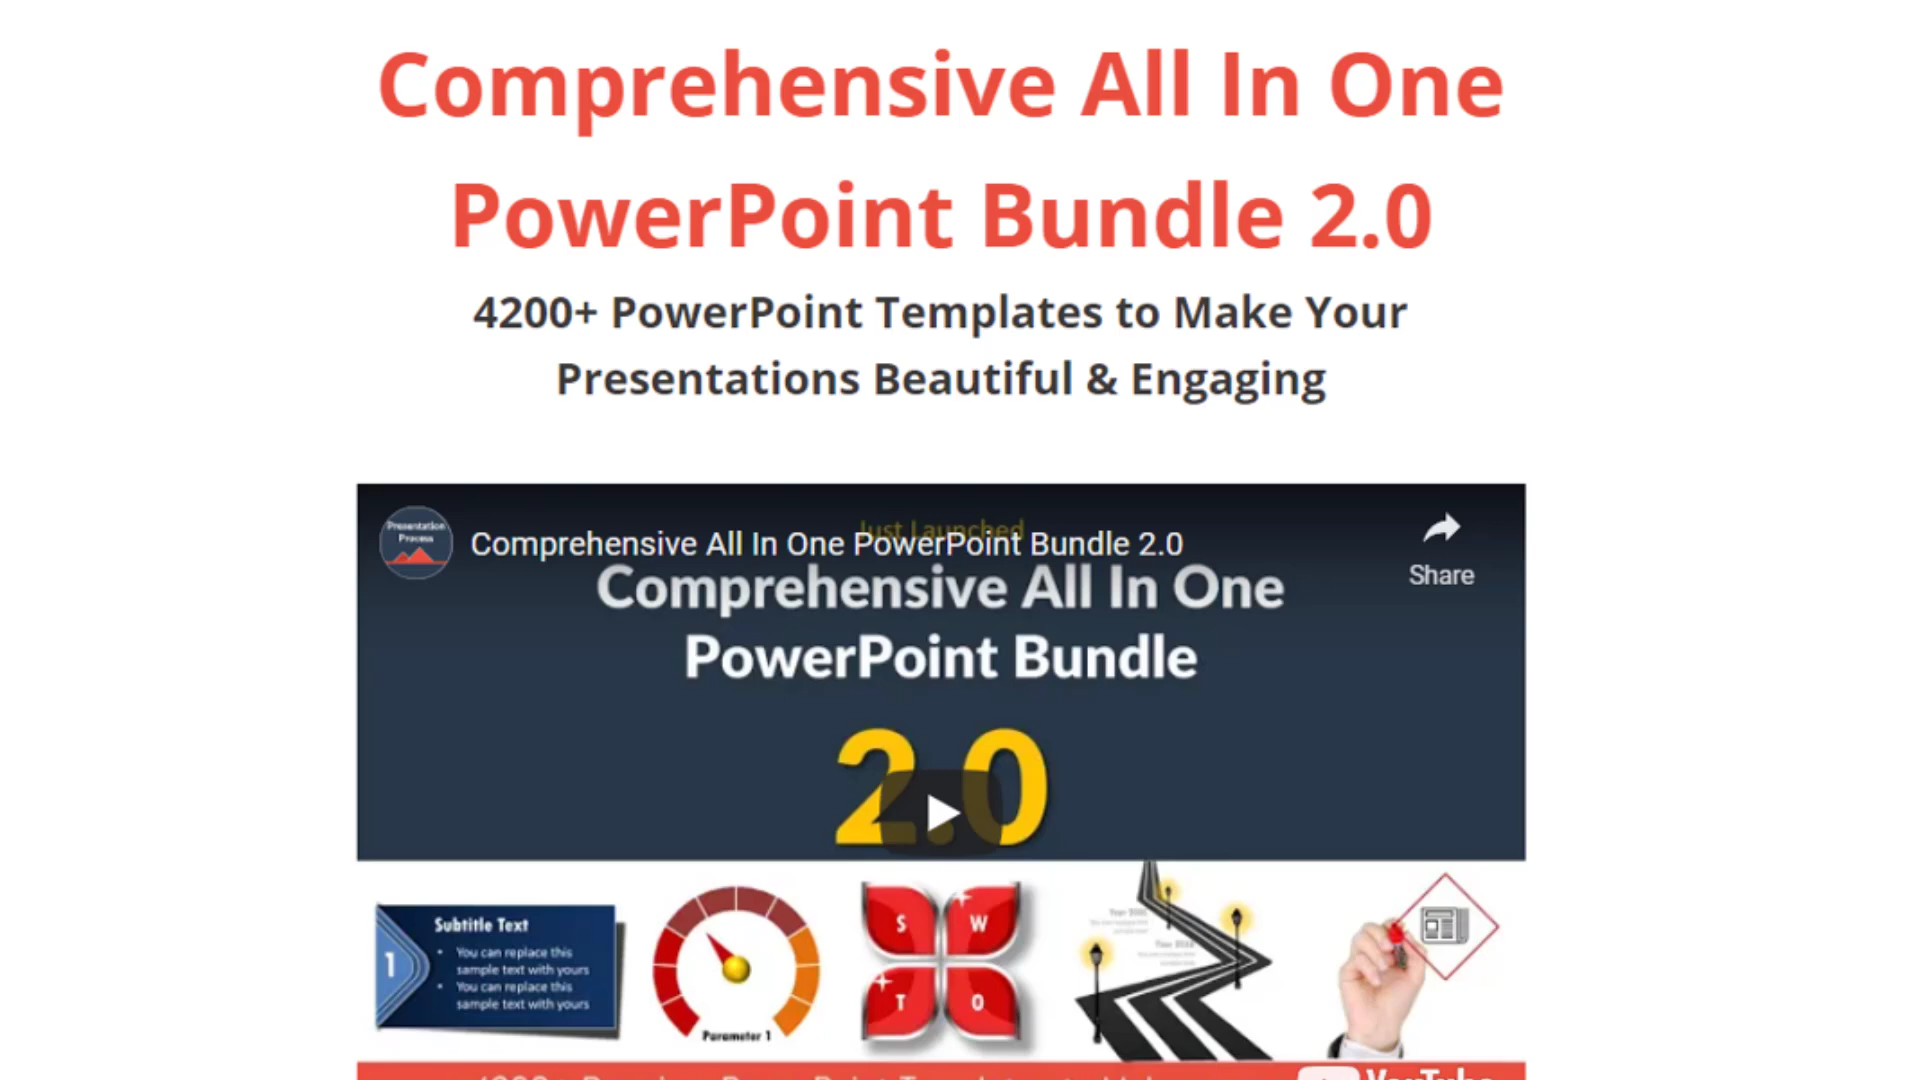 Comprehensive All In One
PowerPoint Bundle 2.0
4200+ PowerPoint Templates to Make Your
Presentations Beautiful & Engaging
Presentation
Process
Comprehensive All In One PowerPoint Bundle 2.0
Share
Just Launched
Comprehensive All In One
PowerPoint Bundle
2.0
Subtitle Text
1
• You can replace this
sample text with yours
• You can replace this
sample text with yours
Parameter 1
S
W
T
O
YouTube